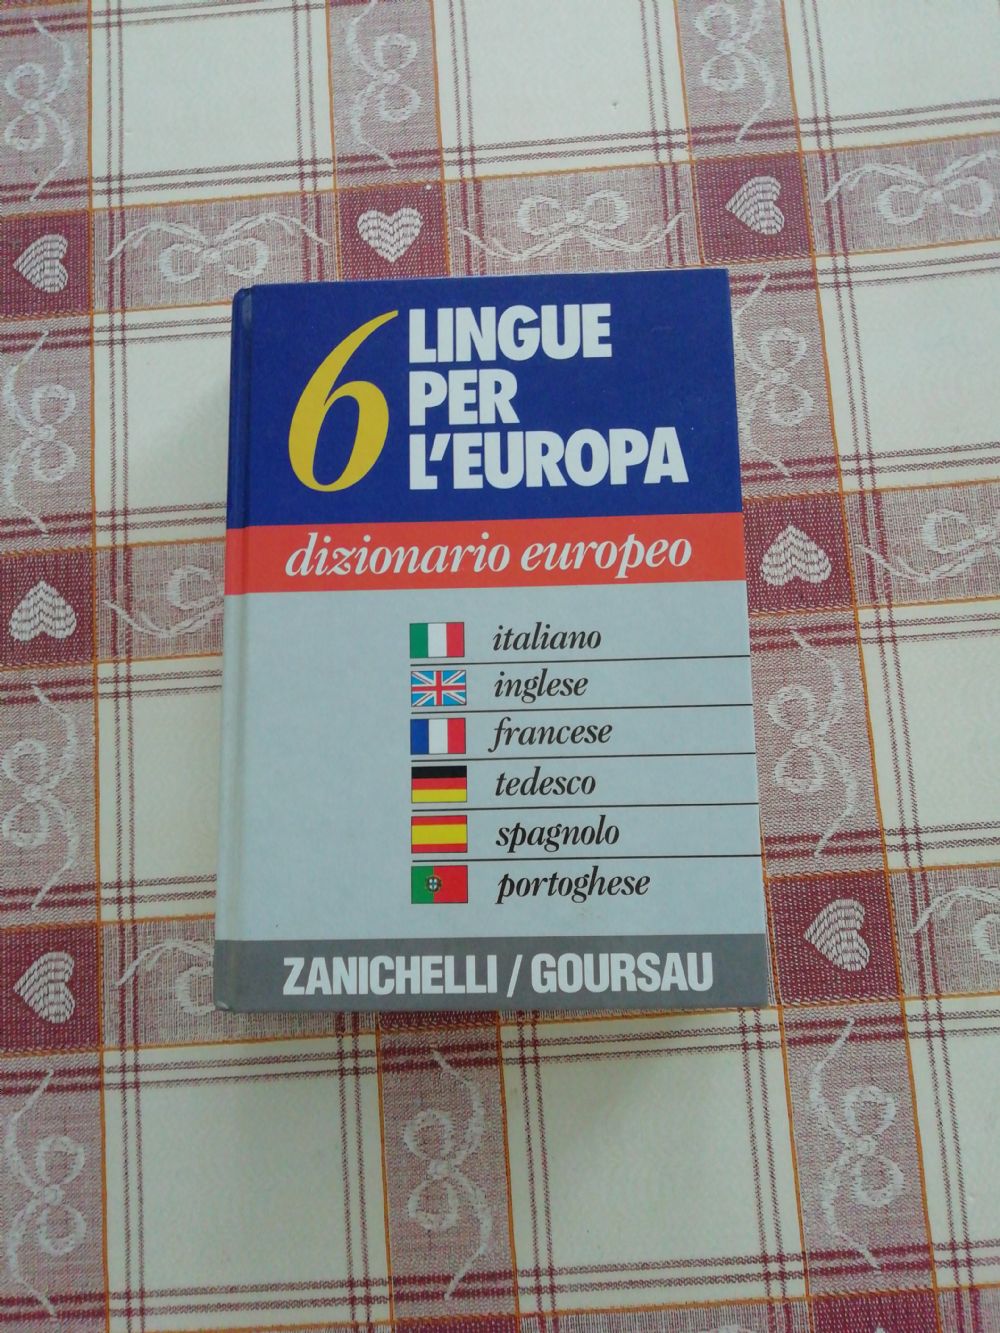 6 LINGUE
PER
L'EUROPA
dizionario europeo
italiano
inglese
francese
tedesco
spagnolo
portoghese
ZANICHELLI / GOURSAU